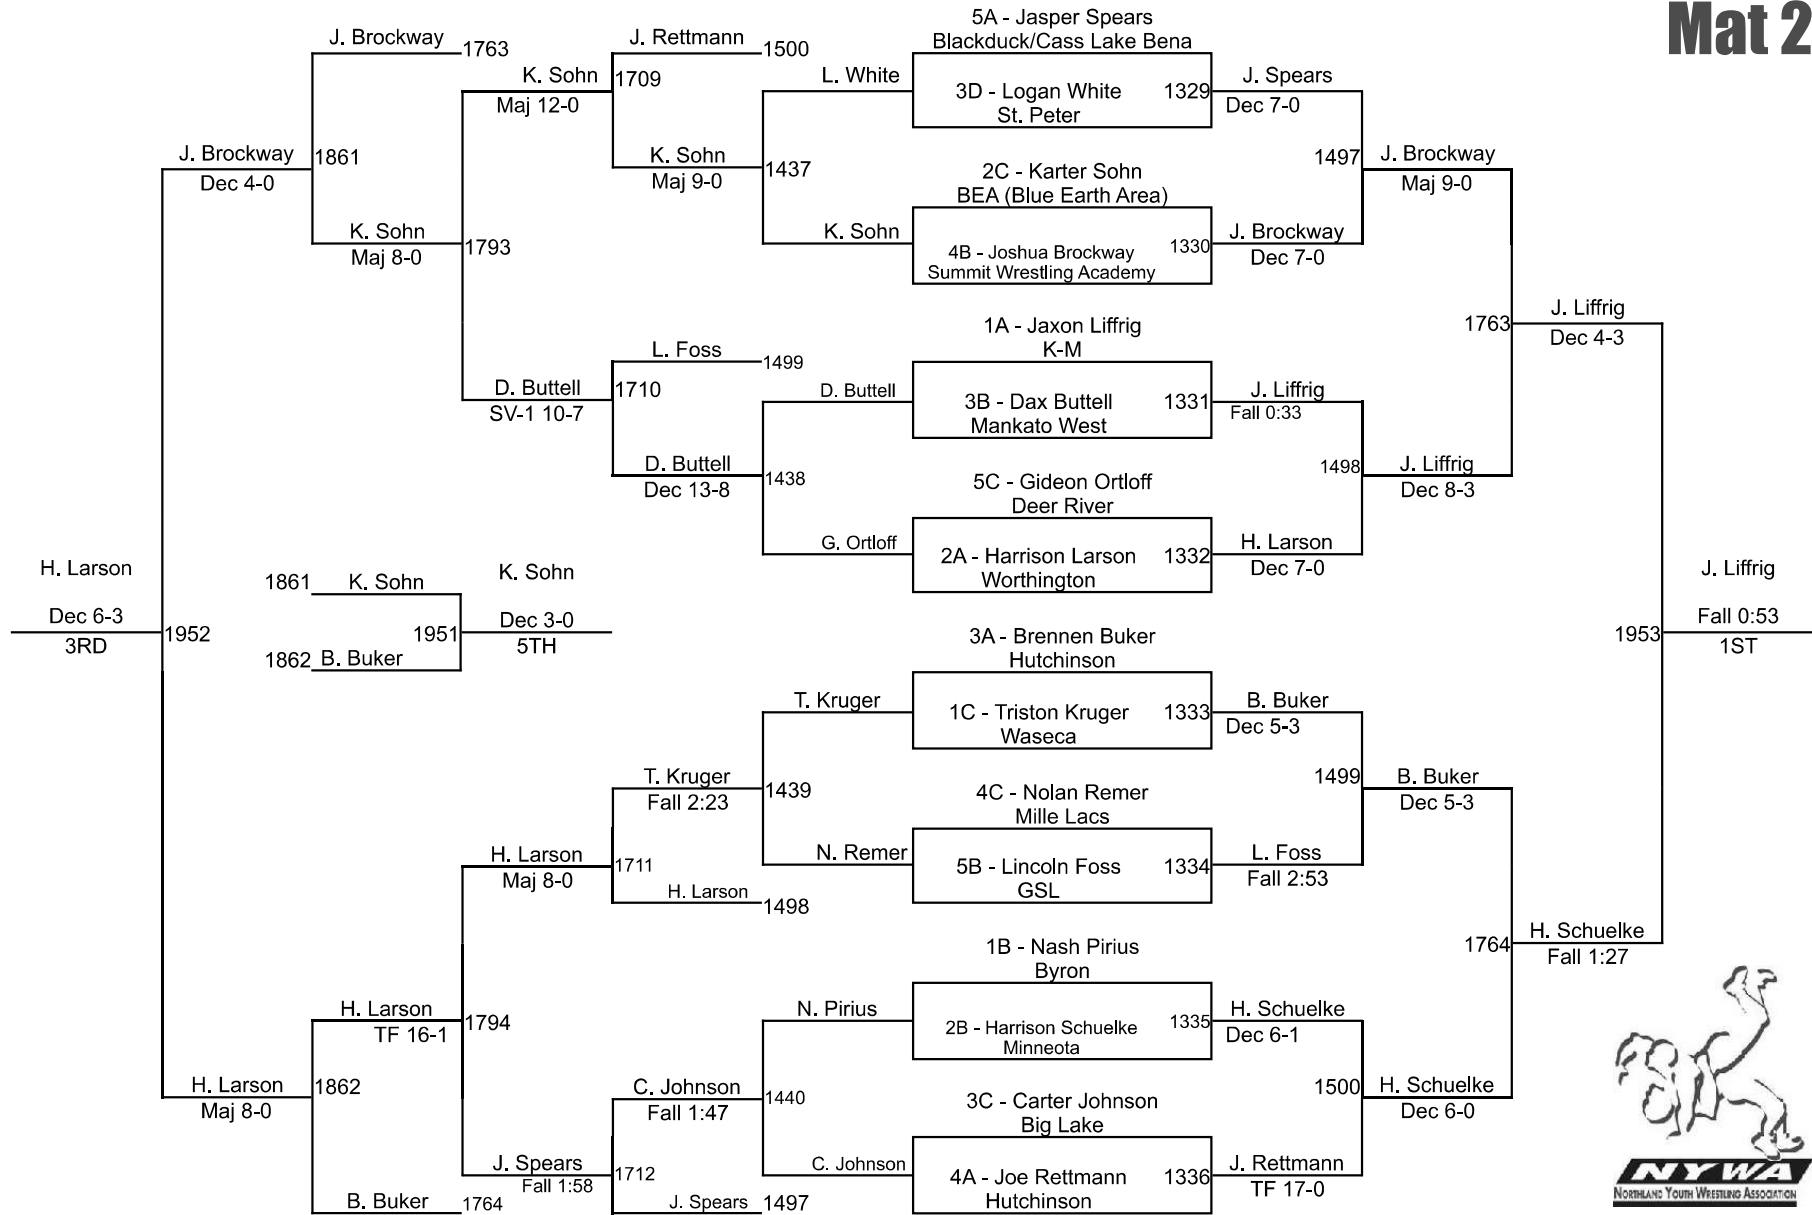 Mat 2
J. Brockway
1763
K. Sohn
Maj 12-0
J. Brockway
Dec 4-0
1861
K. Sohn
Maj 8-0
1793
J. Rettmann
1500
1709
K. Sohn
Maj 9-0
1437
L. White
K. Sohn
L. Foss
1499
D. Buttell
SV-1 10-7
1710
D. Buttell
Dec 13-8
1438
D. Buttell
G. Ortloff
H. Larson
Dec 6-3
3RD
1952
1861
K. Sohn
1862
B. Buker
1951
K. Sohn
Dec 3-0
5TH
T. Kruger
T. Kruger
Fall 2:23
1439
N. Remer
H. Larson
Maj 8-0
1711
H. Larson
1498
H. Larson
TF 16-1
1794
N. Pirius
H. Larson
Maj 8-0
1862
C. Johnson
Fall 1:47
1440
C. Johnson
J. Spears
Fall 1:58
1712
J. Spears
1497
B. Buker
1764
5A - Jasper Spears
Blackduck/Cass Lake Bena
3D - Logan White
St. Peter
1329
2C - Karter Sohn
BEA (Blue Earth Area)
4B - Joshua Brockway
Summit Wrestling Academy
1330
1A - Jaxon Liffrig
K-M
3B - Dax Buttell
Mankato West
1331
5C - Gideon Ortloff
Deer River
2A - Harrison Larson
Worthington
1332
3A - Brennen Buker
Hutchinson
1C - Triston Kruger
Waseca
1333
4C - Nolan Remer
Mille Lacs
5B - Lincoln Foss
GSL
1334
1B - Nash Pirius
Byron
2B - Harrison Schuelke
Minneota
1335
3C - Carter Johnson
Big Lake
4A - Joe Rettmann
Hutchinson
1336
J. Spears
Dec 7-0
1497
J. Brockway
Dec 7-0
J. Brockway
Maj 9-0
J. Liffrig
Fall 0:33
1498
H. Larson
Dec 7-0
J. Liffrig
Dec 8-3
1763
J. Liffrig
Dec 4-3
B. Buker
Dec 5-3
1499
L. Foss
Fall 2:53
B. Buker
Dec 5-3
H. Schuelke
Dec 6-1
1500
J. Rettmann
TF 17-0
H. Schuelke
Dec 6-0
1764
H. Schuelke
Fall 1:27
1953
J. Liffrig
Fall 0:53
1ST
NYWA
NORTHLAND YOUTH WRESTLING ASSOCIATION